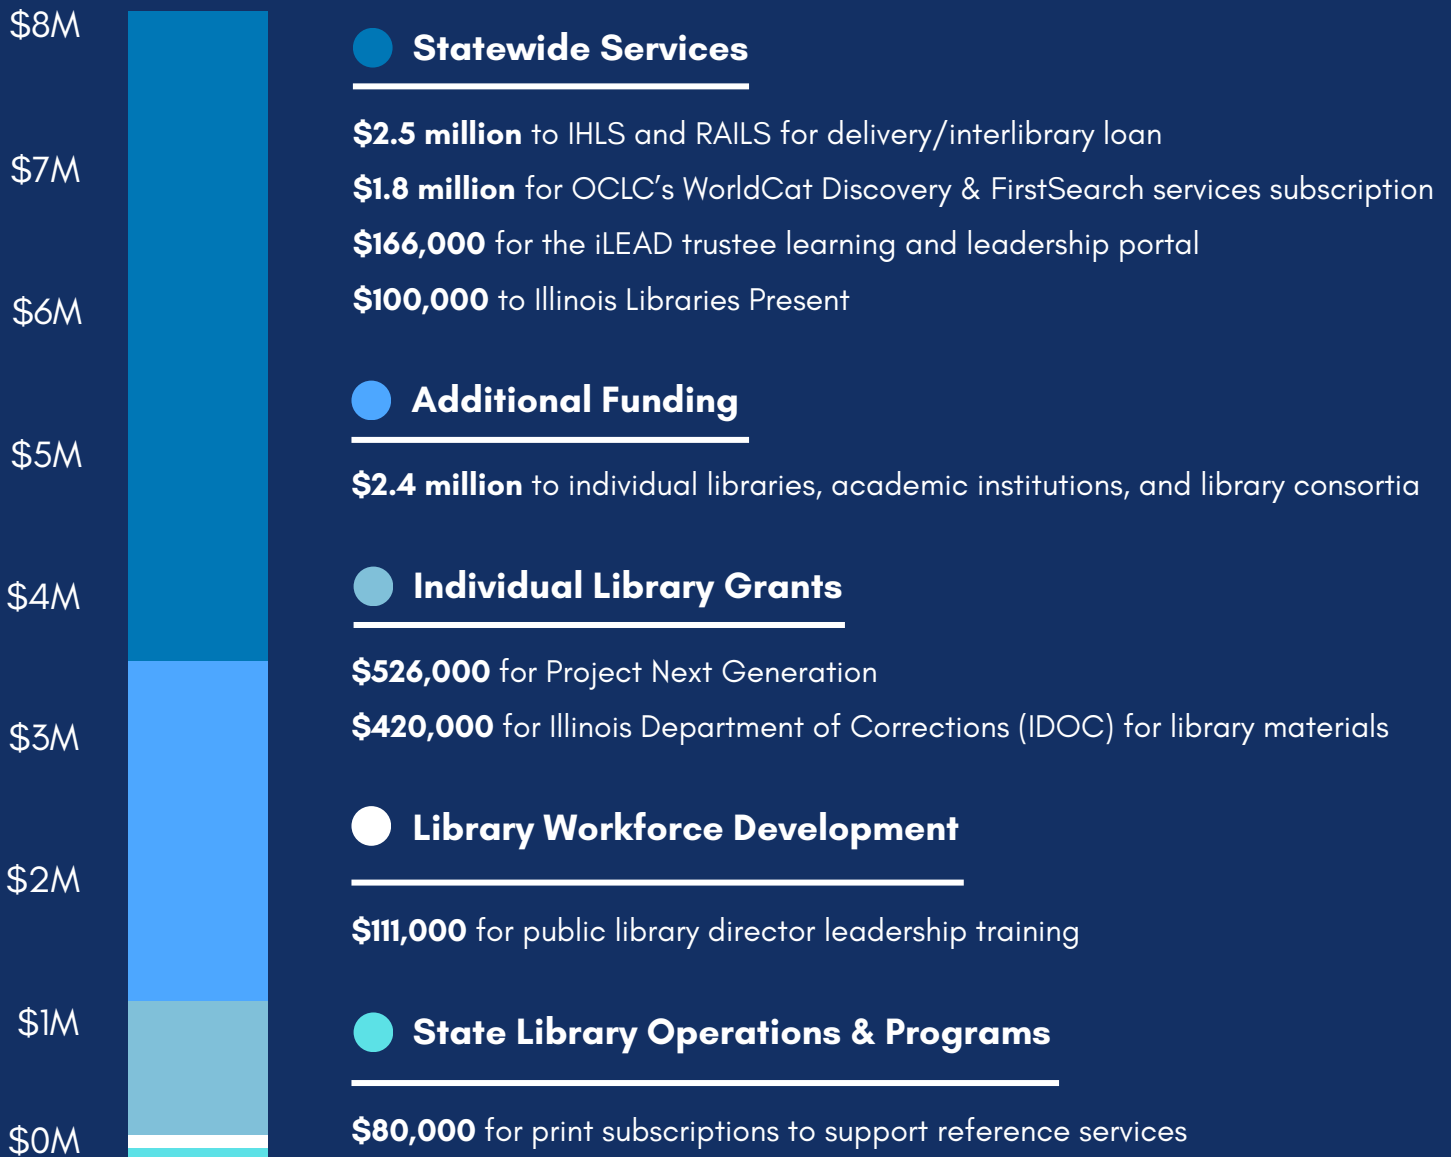 $8M
$7M
$6M
$5M
$4M
$3M
$2M
$1M
$0M
Statewide Services
$2.5 million to IHLS and RAILS for delivery/interlibrary loan
$1.8 million for OCLC's WorldCat Discovery & FirstSearch services subscription
$166,000 for the iLEAD trustee learning and leadership portal
$100,000 to Illinois Libraries Present
Additional Funding
$2.4 million to individual libraries, academic institutions, and library consortia
Individual Library Grants
$526,000 for Project Next Generation
$420,000 for Illinois Department of Corrections (IDOC) for library materials
Library Workforce Development
$111,000 for public library director leadership training
State Library Operations & Programs
$80,000 for print subscriptions to support reference services